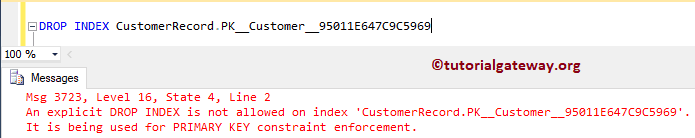 DROP INDEX CustomerRecord.PK__Customer__95011E647C9C5969
100 %
©tutorialgateway.org
Messages
Msg 3723, Level 16, State 4, Line 2
An explicit DROP INDEX is not allowed on index 'CustomerRecord.PK__Customer__95011E647C9C5969'.
It is being used for PRIMARY KEY constraint enforcement.